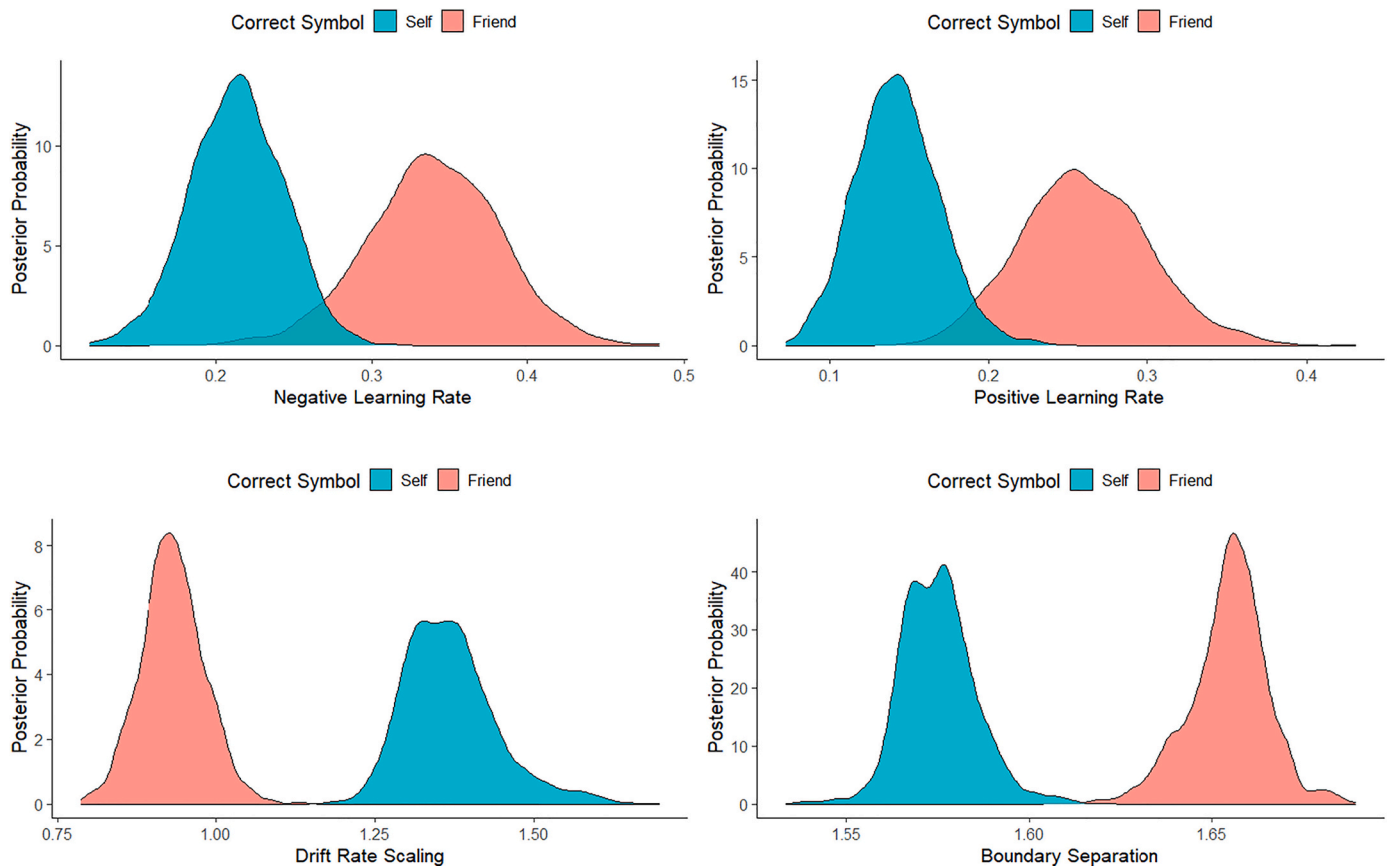 Correct Symbol Self Friend
Posterior Probability
10
5
0
0.2 0.3 0.4 0.5
Negative Learning Rate
Correct Symbol Self Friend
Posterior Probability
15
10
5
0
0.1 0.2 0.3 0.4
Positive Learning Rate
Correct Symbol Self Friend
Posterior Probability
8
6
4
2
0
0.75 1.00 1.25 1.50
Drift Rate Scaling
Correct Symbol Self Friend
Posterior Probability
40
30
20
10
0
1.55 1.60 1.65
Boundary Separation